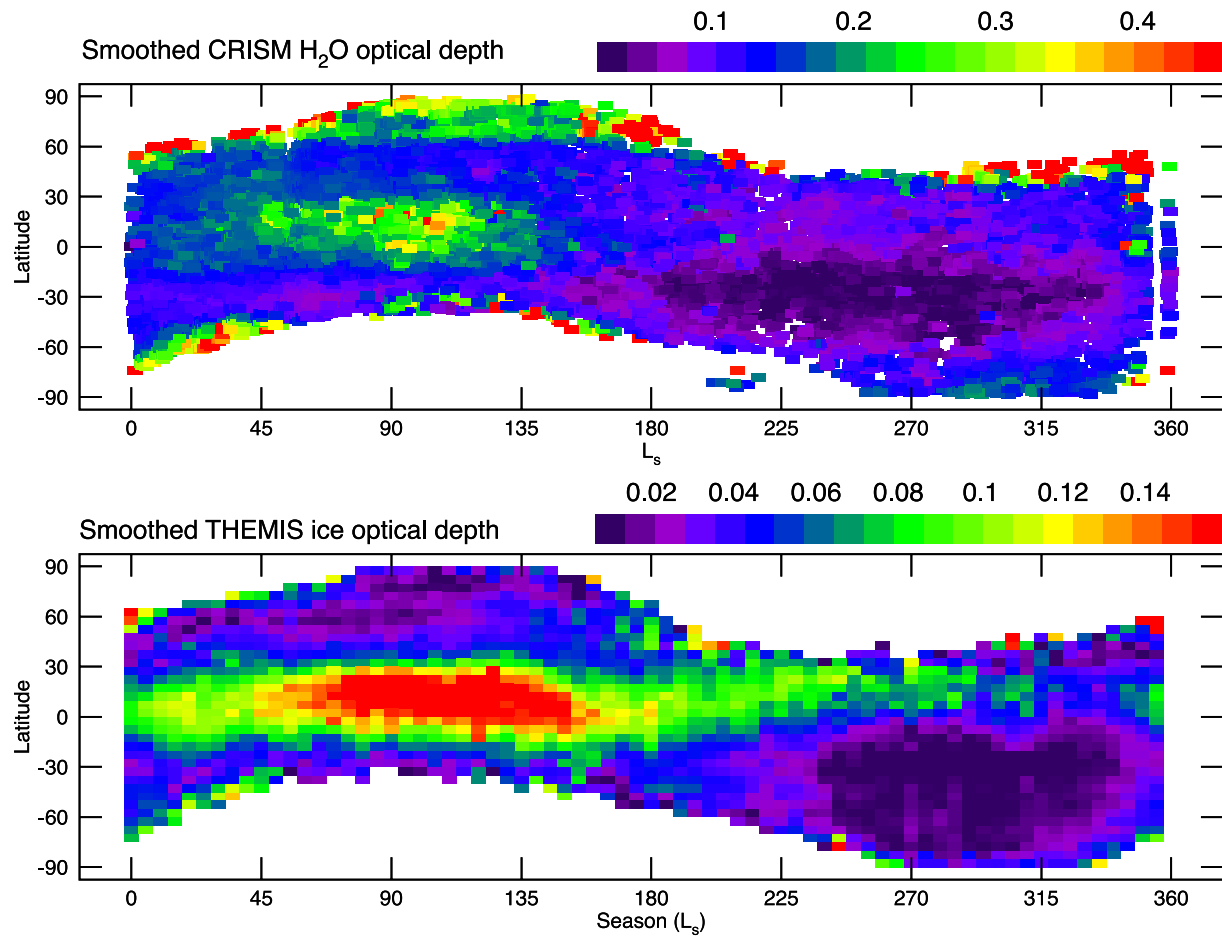 0.1 0.2 0.3 0.4
Smoothed CRISM H₂O optical depth
90
60
30
0
-30
-60
-90
Latitude
0 45 90 135 180 225 270 315 360
Lₛ
0.02 0.04 0.06 0.08 0.1 0.12 0.14
Smoothed THEMIS ice optical depth
90
60
30
0
-30
-60
-90
Latitude
0 45 90 135 180 225 270 315 360
Season (Lₛ)